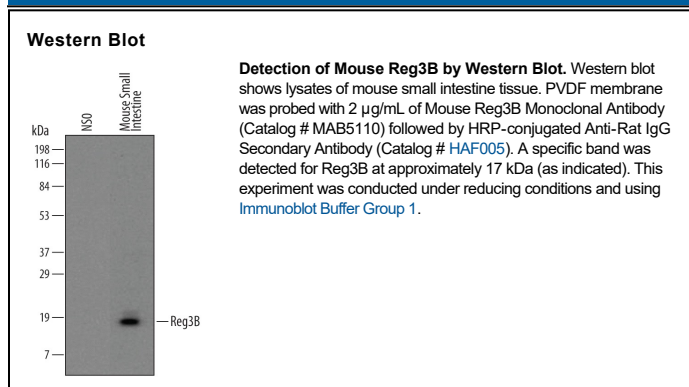 Western Blot
Detection of Mouse Reg3B by Western Blot. Western blot
shows lysates of mouse small intestine tissue. PVDF membrane
was probed with 2 µg/mL of Mouse Reg3B Monoclonal Antibody
(Catalog # MAB5110) followed by HRP-conjugated Anti-Rat IgG
Secondary Antibody (Catalog # HAF005). A specific band was
detected for Reg3B at approximately 17 kDa (as indicated). This
experiment was conducted under reducing conditions and using
Immunoblot Buffer Group 1.
kDa
NS0
Mouse Small
Intestine
198
116
84
53
37
29
19
7
Reg3B